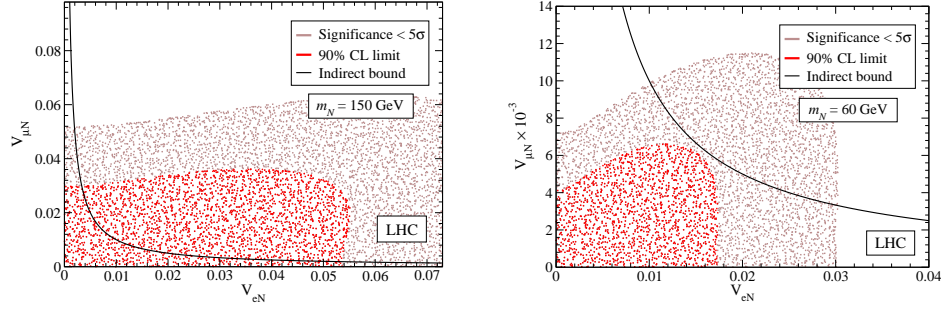 Significance < 5σ
90% CL limit
Indirect bound
m_N = 150 GeV
LHC
0.08
0.06
0.04
0.02
0
V_μN
0 0.01 0.02 0.03 0.04 0.05 0.06 0.07
V_eN
Significance < 5σ
90% CL limit
Indirect bound
m_N = 60 GeV
LHC
14
12
10
8
6
4
2
0
V_μN × 10^-3
0 0.01 0.02 0.03 0.04
V_eN